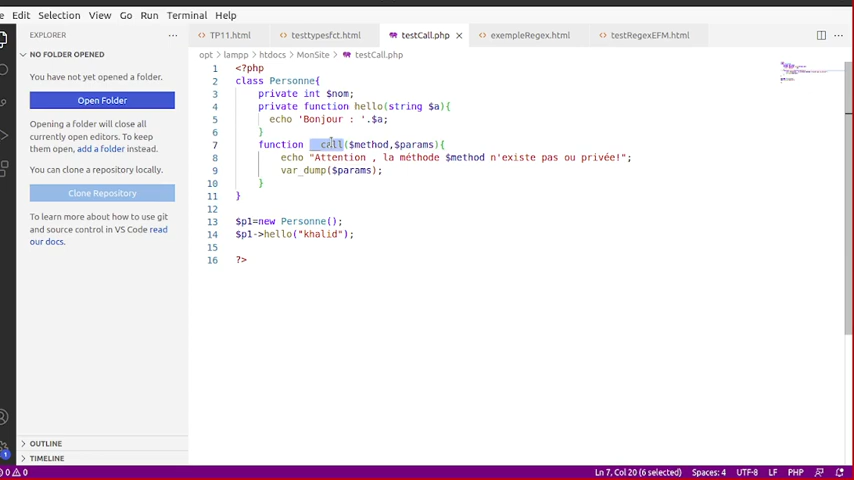 Edit Selection View Go Run Terminal Help
EXPLORER
TP11.html testtypesfct.html testCall.php exempleRegex.html testRegexEFM.html
NO FOLDER OPENED
opt > lampp > htdocs > MonSite > testCall.php
You have not yet opened a folder.
Open Folder
Opening a folder will close all
currently open editors. To keep
them open, add a folder instead.
You can clone a repository locally.
Clone Repository
To learn more about how to use git
and source control in VS Code read
our docs.
1 <?php
2 class Personne{
3 private int $nom;
4 private function hello(string $a){
5 echo 'Bonjour : '.$a;
6 }
7 function __call($method,$params){
8 echo "Attention , la méthode $method n'existe pas ou privée!";
9 var_dump($params);
10 }
11 }
12
13 $p1=new Personne();
14 $p1->hello("khalid");
15
16 ?>
OUTLINE
TIMELINE
1
0 0 Ln 7, Col 20 (6 selected) Spaces: 4 UTF-8 LF PHP